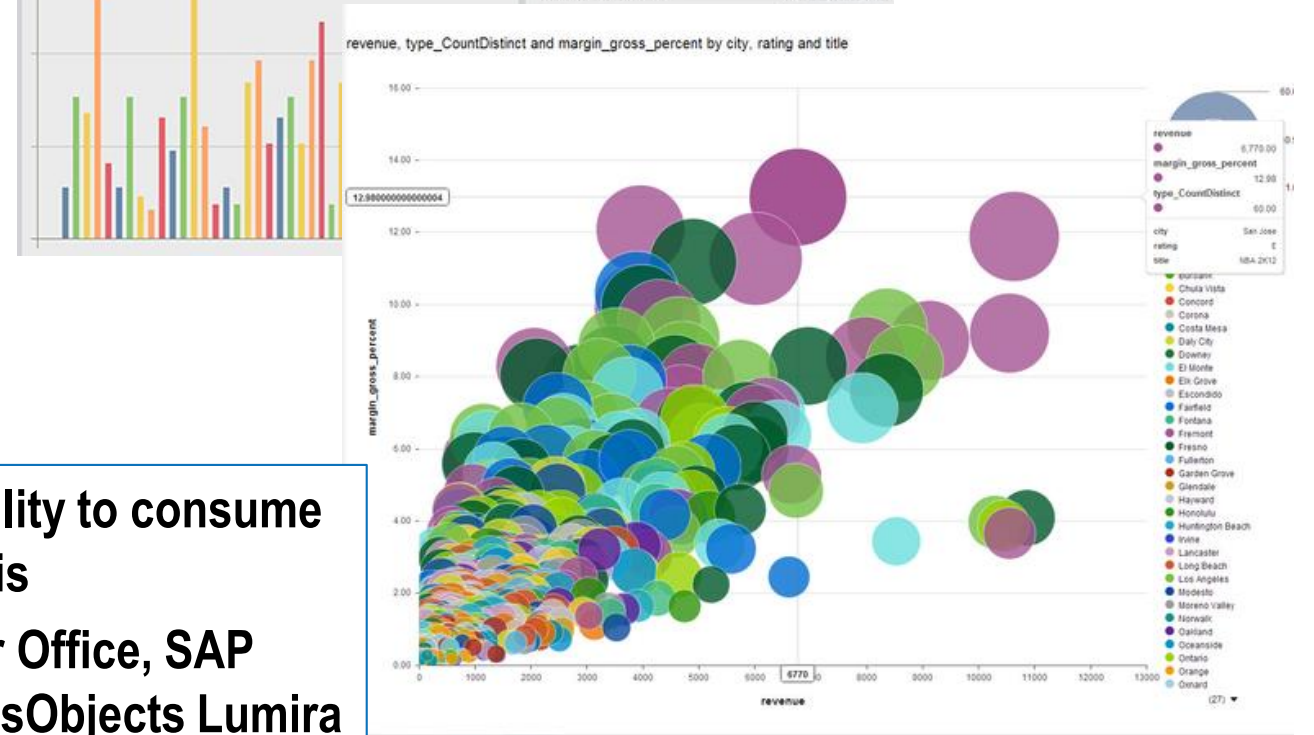 revenue, type_CountDistinct and margin_gross_percent by city, rating and title
16.00
14.00
12.980000000000004
12.00
10.00
8.00
6.00
4.00
2.00
0.00
margin_gross_percent
0
1000
2000
3000
4000
5000
6000
6770
8000
9000
10000
11000
12000
13000
revenue
revenue
6,770.00
margin_gross_percent
12.98
type_CountDistinct
60.00
city San Jose
rating E
title NBA 2K12
Burbank
Chula Vista
Concord
Corona
Costa Mesa
Daly City
Downey
El Monte
Elk Grove
Escondido
Fairfield
Fontana
Fremont
Fresno
Fullerton
Garden Grove
Glendale
Hayward
Honolulu
Huntington Beach
Irvine
Lancaster
Long Beach
Los Angeles
Modesto
Moreno Valley
Norwalk
Oakland
Oceanside
Ontario
Orange
Oxnard
(27)
lity to consume
is
r Office, SAP
sObjects Lumira